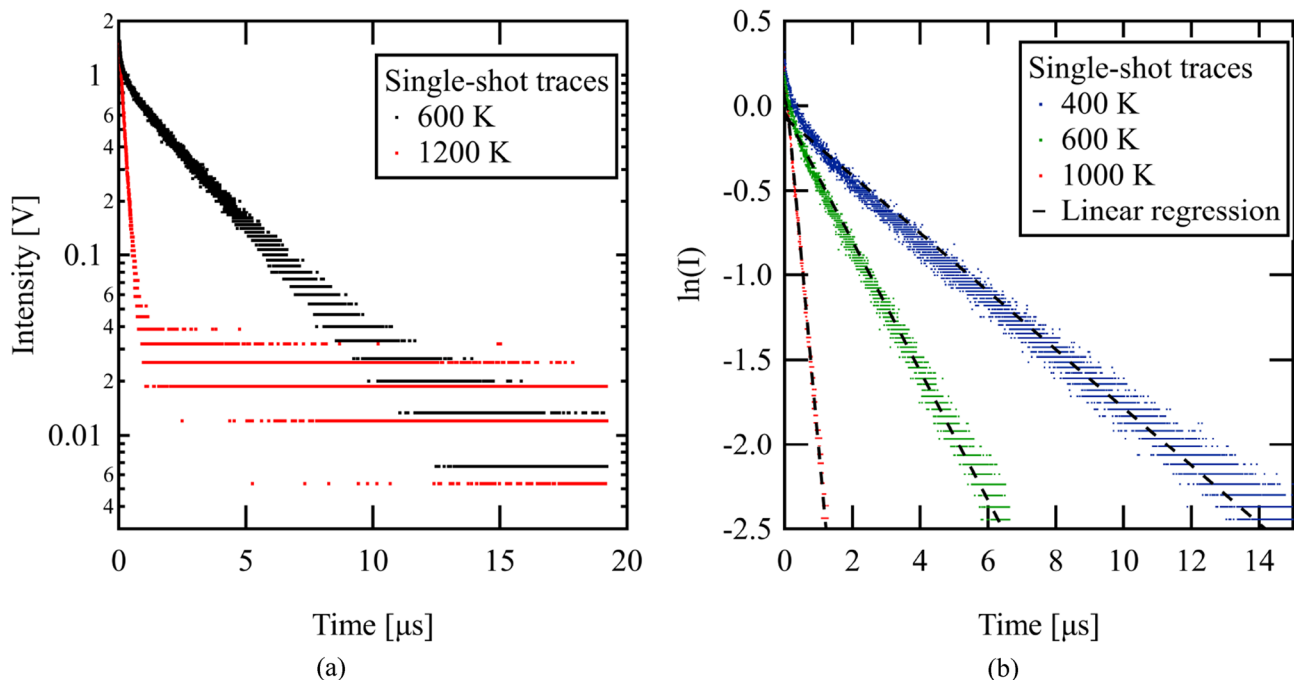 2
1
6
4
2
0.1
6
4
2
0.01
6
4
Intensity [V]
0
5
10
15
20
Time [μs]
Single-shot traces
600 K
1200 K
(a)
0.0
-0.5
-1.0
-1.5
-2.0
-2.5
ln(I)
0
2
4
6
8
10
12
14
Time [μs]
Single-shot traces
400 K
600 K
1000 K
Linear regression
(b)